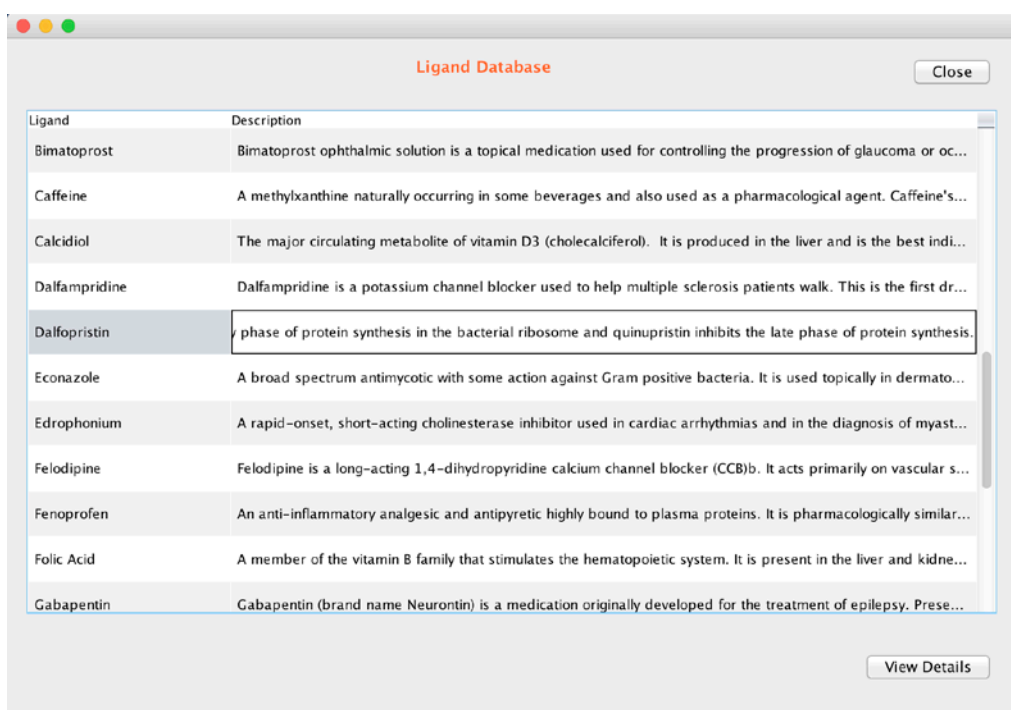 Ligand Database
Close
Ligand Description
Bimatoprost Bimatoprost ophthalmic solution is a topical medication used for controlling the progression of glaucoma or oc...
Caffeine A methylxanthine naturally occurring in some beverages and also used as a pharmacological agent. Caffeine's...
Calcidiol The major circulating metabolite of vitamin D3 (cholecalciferol).  It is produced in the liver and is the best indi...
Dalfampridine Dalfampridine is a potassium channel blocker used to help multiple sclerosis patients walk. This is the first dr...
Dalfopristin y phase of protein synthesis in the bacterial ribosome and quinupristin inhibits the late phase of protein synthesis.
Econazole A broad spectrum antimycotic with some action against Gram positive bacteria. It is used topically in dermato...
Edrophonium A rapid-onset, short-acting cholinesterase inhibitor used in cardiac arrhythmias and in the diagnosis of myast...
Felodipine Felodipine is a long-acting 1,4-dihydropyridine calcium channel blocker (CCB)b. It acts primarily on vascular s...
Fenoprofen An anti-inflammatory analgesic and antipyretic highly bound to plasma proteins. It is pharmacologically similar...
Folic Acid A member of the vitamin B family that stimulates the hematopoietic system. It is present in the liver and kidne...
Gabapentin Gabapentin (brand name Neurontin) is a medication originally developed for the treatment of epilepsy. Prese...
View Details